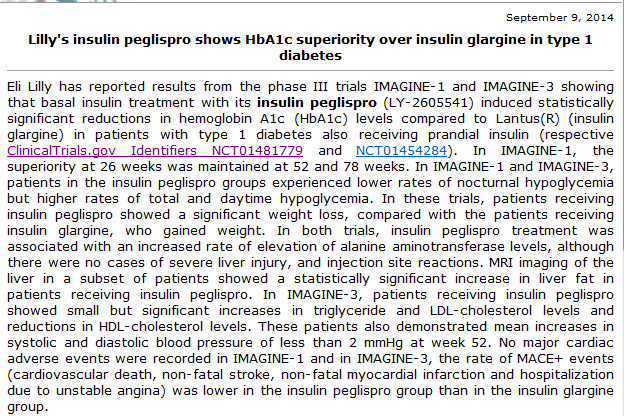 September 9, 2014
Lilly's insulin peglispro shows HbA1c superiority over insulin glargine in type 1
diabetes
Eli Lilly has reported results from the phase III trials IMAGINE-1 and IMAGINE-3 showing
that basal insulin treatment with its insulin peglispro (LY-2605541) induced statistically
significant reductions in hemoglobin A1c (HbA1c) levels compared to Lantus(R) (insulin
glargine) in patients with type 1 diabetes also receiving prandial insulin (respective
ClinicalTrials.gov Identifiers NCT01481779 and NCT01454284). In IMAGINE-1, the
superiority at 26 weeks was maintained at 52 and 78 weeks. In IMAGINE-1 and IMAGINE-3,
patients in the insulin peglispro groups experienced lower rates of nocturnal hypoglycemia
but higher rates of total and daytime hypoglycemia. In these trials, patients receiving
insulin peglispro showed a significant weight loss, compared with the patients receiving
insulin glargine, who gained weight. In both trials, insulin peglispro treatment was
associated with an increased rate of elevation of alanine aminotransferase levels, although
there were no cases of severe liver injury, and injection site reactions. MRI imaging of the
liver in a subset of patients showed a statistically significant increase in liver fat in
patients receiving insulin peglispro. In IMAGINE-3, patients receiving insulin peglispro
showed small but significant increases in triglyceride and LDL-cholesterol levels and
reductions in HDL-cholesterol levels. These patients also demonstrated mean increases in
systolic and diastolic blood pressure of less than 2 mmHg at week 52. No major cardiac
adverse events were recorded in IMAGINE-1 and in IMAGINE-3, the rate of MACE+ events
(cardiovascular death, non-fatal stroke, non-fatal myocardial infarction and hospitalization
due to unstable angina) was lower in the insulin peglispro group than in the insulin glargine
group.